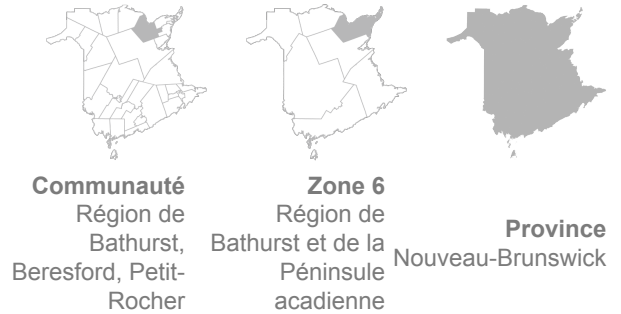 Communauté
Région de
Bathurst,
Beresford, Petit-
Rocher
Zone 6
Région de
Bathurst et de la
Péninsule
acadienne
Province
Nouveau-Brunswick